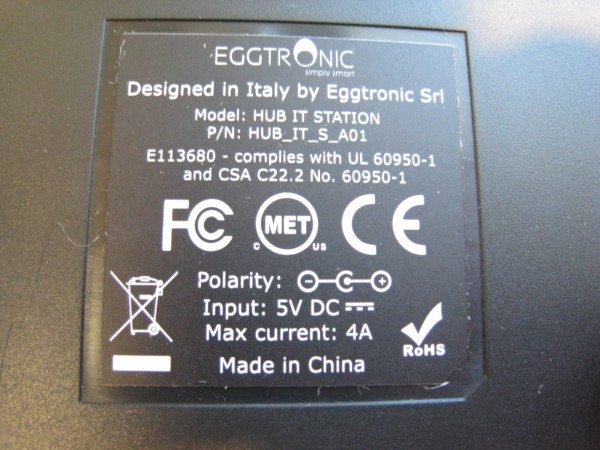 EGGTRONIC
simply smart
Designed in Italy by Eggtronic Srl
Model: HUB IT STATION
P/N: HUB_IT_S_A01
E113680 - complies with UL 60950-1
and CSA C22.2 No. 60950-1
FC C MET US CE
Polarity:
Input: 5V DC
Max current: 4A
RoHS
Made in China